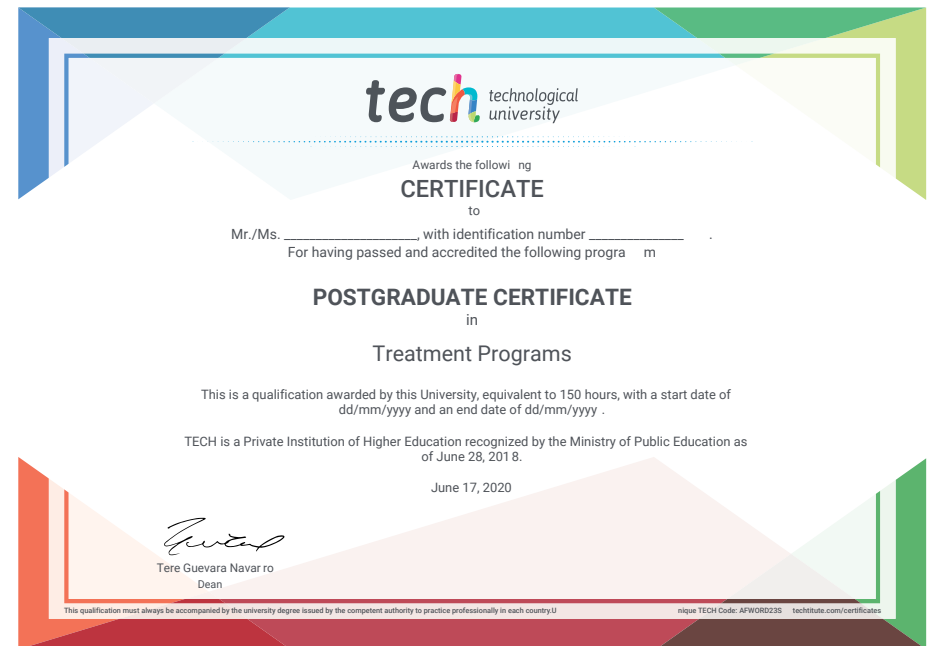 tech technological
university
Awards the followi ng
CERTIFICATE
to
Mr./Ms. _____________________, with identification number _______________ .
For having passed and accredited the following progra m
POSTGRADUATE CERTIFICATE
in
Treatment Programs
This is a qualification awarded by this University, equivalent to 150 hours, with a start date of
dd/mm/yyyy and an end date of dd/mm/yyyy .
TECH is a Private Institution of Higher Education recognized by the Ministry of Public Education as
of June 28, 2018.
June 17, 2020
Tere Guevara Navar ro
Dean
This qualification must always be accompanied by the university degree issued by the competent authority to practice professionally in each country.U nique TECH Code: AFWORD23S techtitute.com/certificates